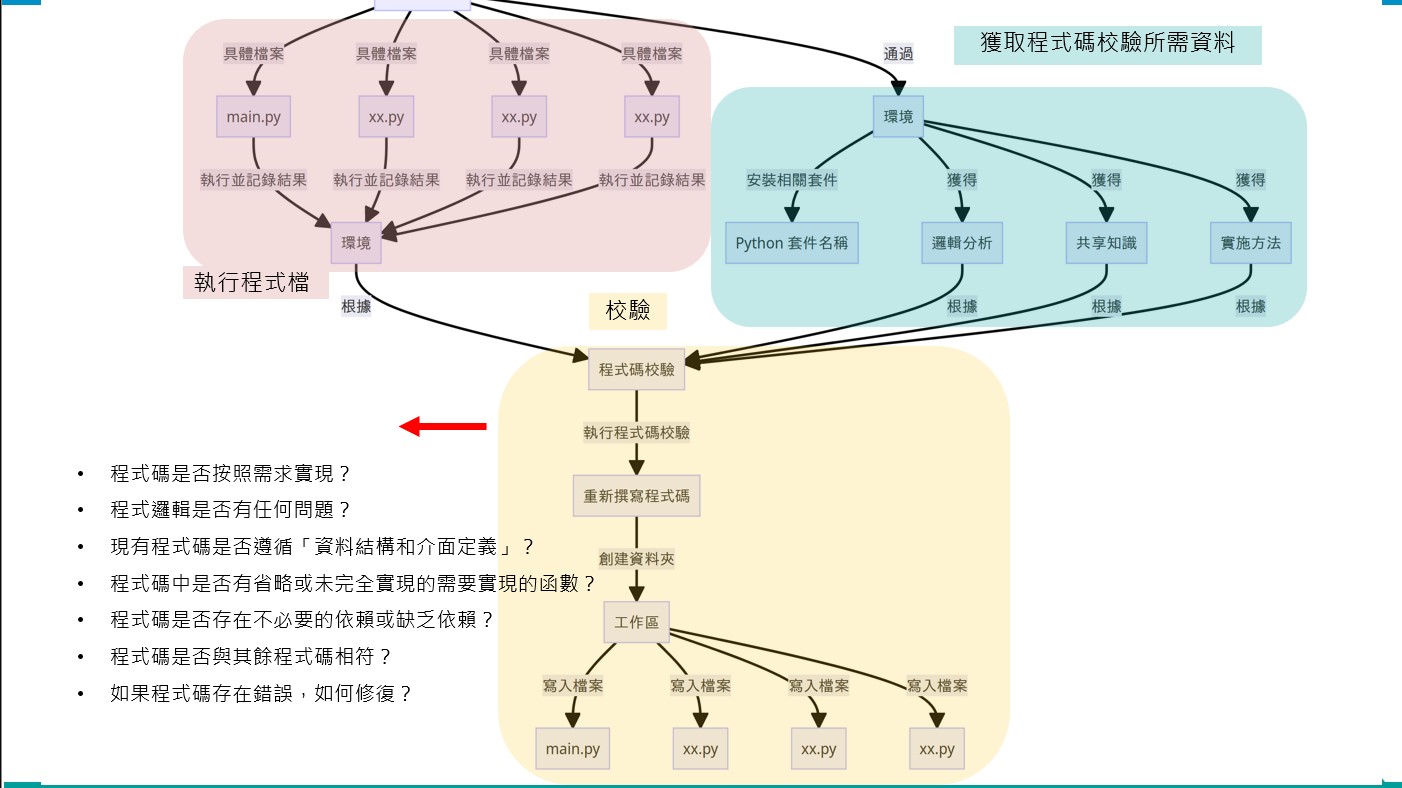 具體檔案 具體檔案 具體檔案 具體檔案 通過
獲取程式碼校驗所需資料
main.py xx.py xx.py xx.py 環境
執行並記錄結果 執行並記錄結果 執行並記錄結果 執行並記錄結果 安裝相關套件 獲得 獲得 獲得
環境 Python 套件名稱 邏輯分析 共享知識 實施方法
執行程式檔
根據 校驗 根據 根據 根據
程式碼校驗
執行程式碼校驗
• 程式碼是否按照需求實現？
重新撰寫程式碼
• 程式邏輯是否有任何問題？
• 現有程式碼是否遵循「資料結構和介面定義」？
創建資料夾
• 程式碼中是否有省略或未完全實現的需要實現的函數？
• 程式碼是否存在不必要的依賴或缺乏依賴？
工作區
• 程式碼是否與其餘程式碼相符？
• 如果程式碼存在錯誤，如何修復？
寫入檔案 寫入檔案 寫入檔案 寫入檔案
main.py xx.py xx.py xx.py